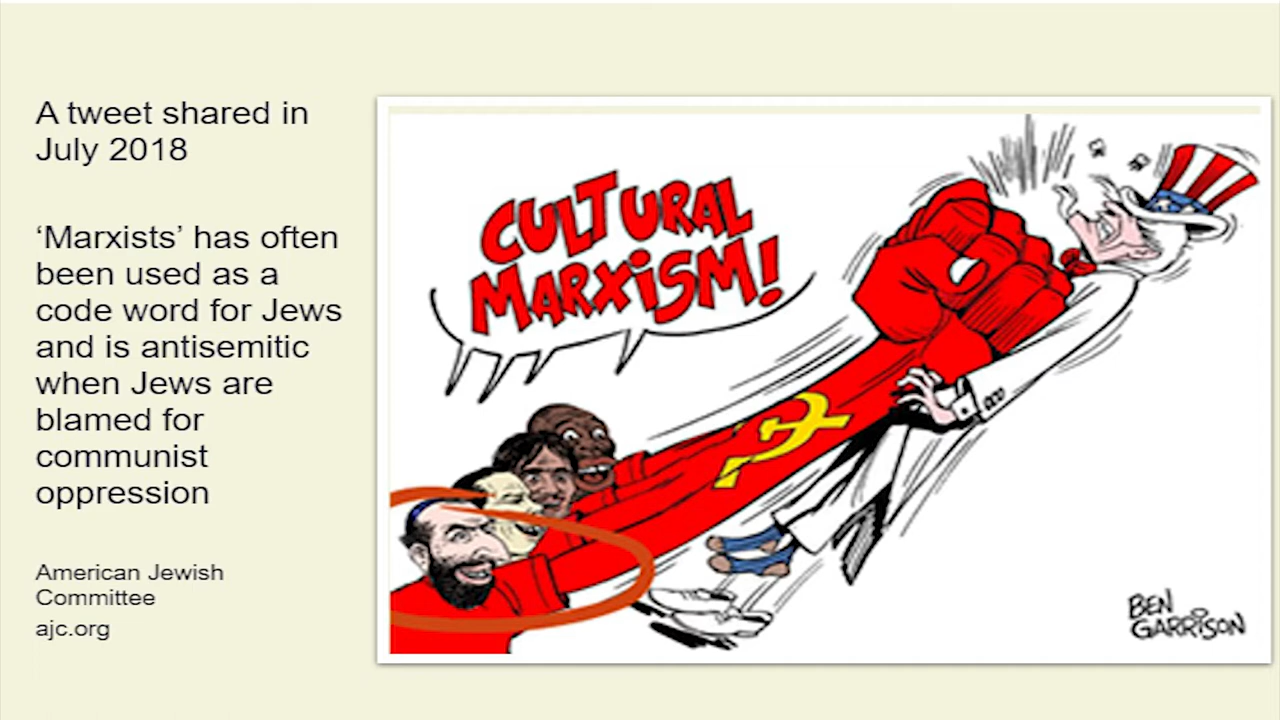 A tweet shared in
July 2018
‘Marxists’ has often
been used as a
code word for Jews
and is antisemitic
when Jews are
blamed for
communist
oppression
American Jewish
Committee
ajc.org
CULTURAL
MARXiSM!
BEN
GARRiSON